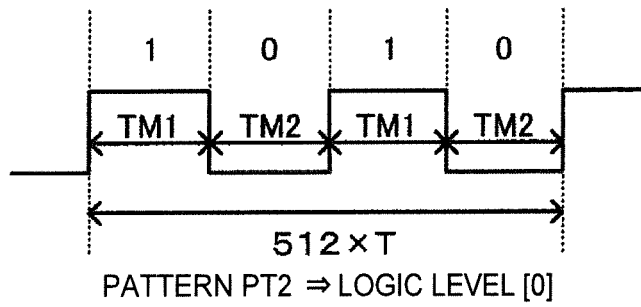 1 0 1 0
TM1 TM2 TM1 TM2
512×T
PATTERN PT2 ⇒ LOGIC LEVEL [0]